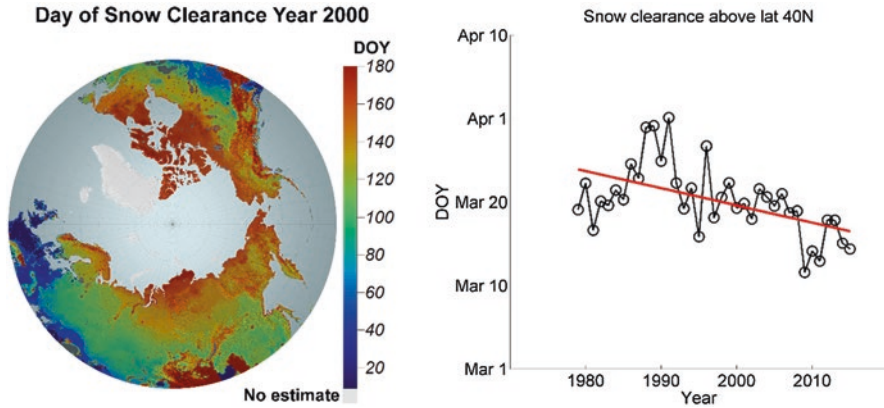 Day of Snow Clearance Year 2000
DOY
180
160
140
120
100
80
60
40
20
No estimate
Snow clearance above lat 40N
Apr 10
Apr 1
Mar 20
Mar 10
Mar 1
DOY
1980
1990
2000
2010
Year